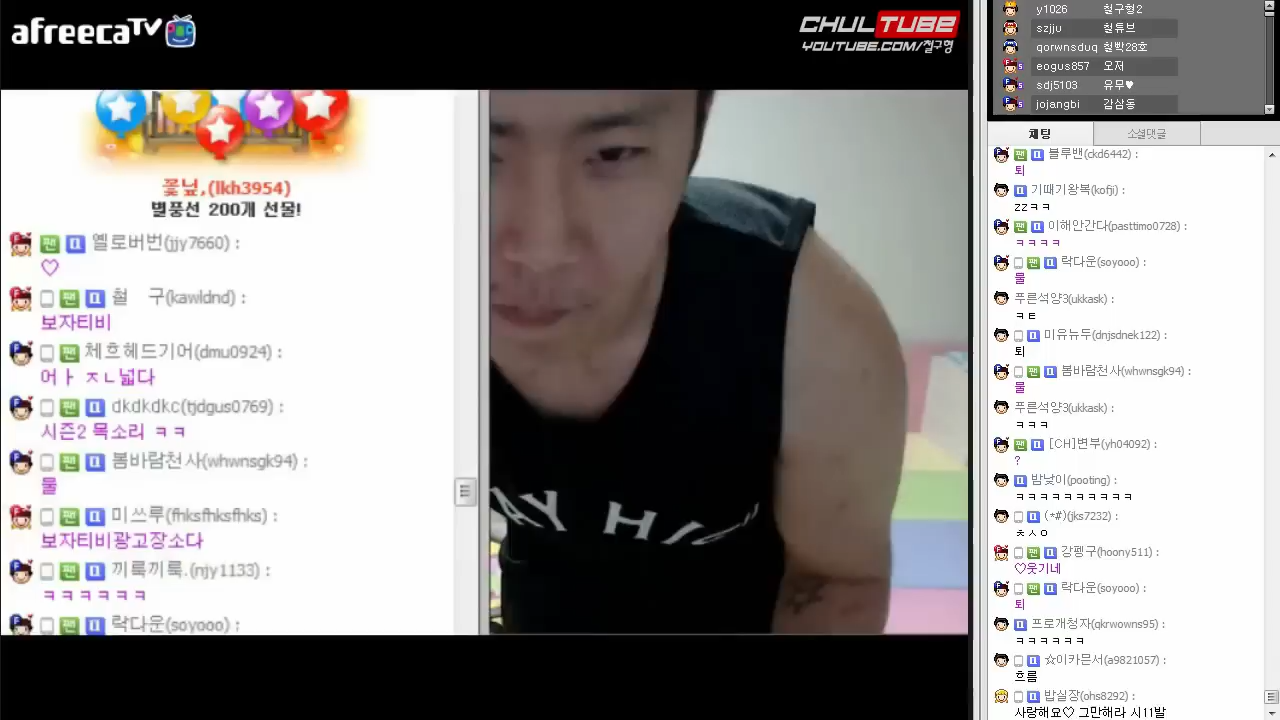 afreecaTV
CHULTUBE
YOUTUBE.COM/철구형
꽃닢,(lkh3954)
별풍선 200개 선물!
옐로버번(jjy7660) :
♡
철 구(kawldnd) :
보자티비
체흐헤드기어(dmu0924) :
어ㅏ ㅈㄴ넓다
dkdkdkc(tjdgus0769) :
시즌2 목소리 ㅋㅋ
봄바람천사(whwnsgk94) :
물
미쓰루(fhksfhksfhks) :
보자티비광고장소다
끼룩끼룩.(njy1133) :
ㅋㅋㅋㅋㅋㅋ
락다운(soyooo) :
AY HIG
y1026 철구형2
szjju 철튜브
qownsdq 철빡28호
eogus857 오저
sdj5103 유무♥
jojangbi 김삼동
채팅 소셜댓글
블루밴(ckd6442) :
퇴
기패기왕복(kofji) :
zzㅋㅋ
이해안간다(pasttimo0728) :
ㅋㅋㅋㅋ
락다운(soyooo) :
물
푸른석양3(ukkask) :
ㅋㅌ
미유뉴두(dnjsdnek122) :
퇴
봄바람천사(whwnsgk94) :
물
푸른석양3(ukkask) :
ㅋㅋㅋ
[CH]변부(yh04092) :
?
밤낮이(porting) :
ㅋㅋㅋㅋㅋㅋㅋㅋㅋㅋ
(*#)(jks7232) :
ㅊㅅㅇ
강펭구(hoony511) :
♡웃기네
락다운(soyooo) :
퇴
프로개청자(qkrwowns95) :
ㅋㅋㅋㅋㅋㅋ
☆이카믄서(a9821057) :
흐름
밥실장(ohs8292) :
사랑해요♡ 그만해라 시11발